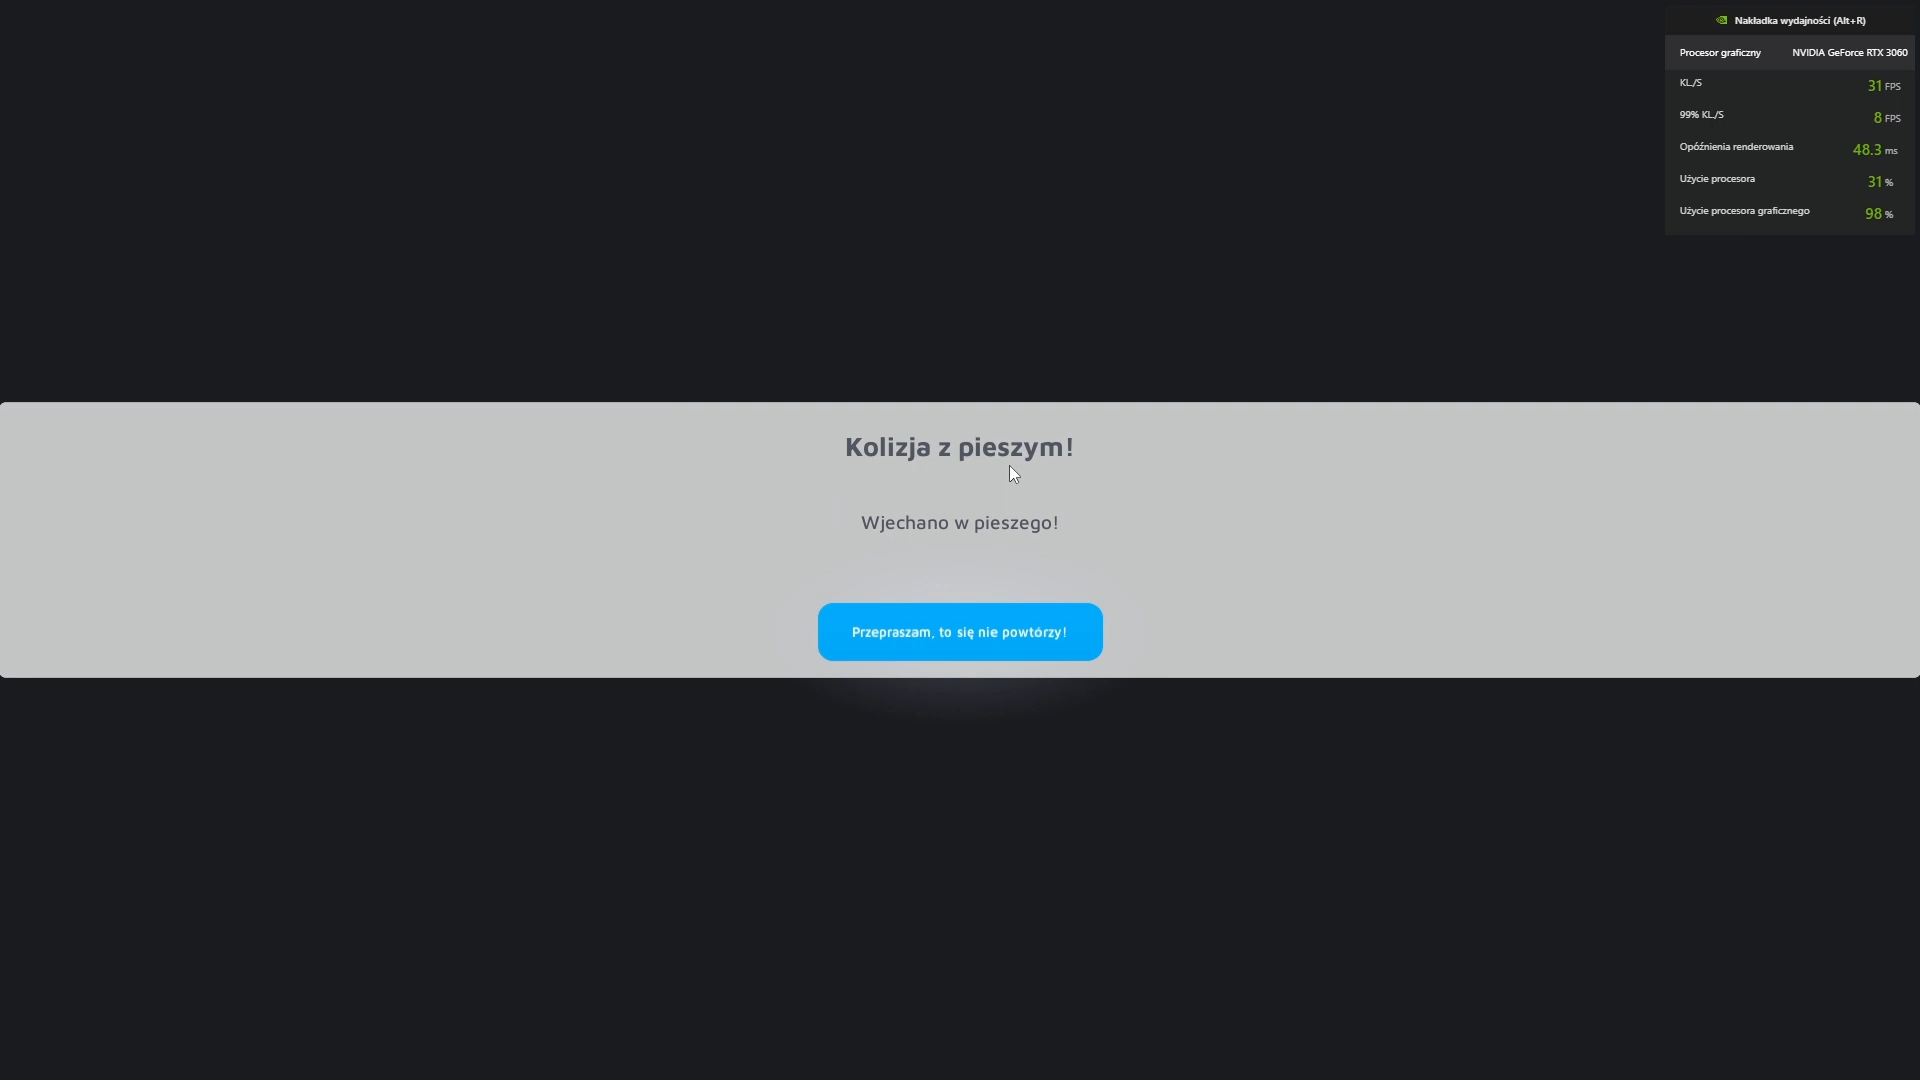 Nakładka wydajności (Alt+R)
Procesor graficzny NVIDIA GeForce RTX 3060
KL./S 31 FPS
99% KL./S 8 FPS
Opóźnienia renderowania 48.3 ms
Użycie procesora 31 %
Użycie procesora graficznego 98 %
Kolizja z pieszym!
Wjechano w pieszego!
Przepraszam, to się nie powtórzy!